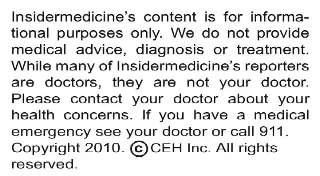 Insidermedicine's content is for informa-
tional purposes only. We do not provide
medical advice, diagnosis or treatment.
While many of Insidermedicine's reporters
are doctors, they are not your doctor.
Please contact your doctor about your
health concerns. If you have a medical
emergency see your doctor or call 911.
Copyright 2010. ©CEH Inc. All rights
reserved.